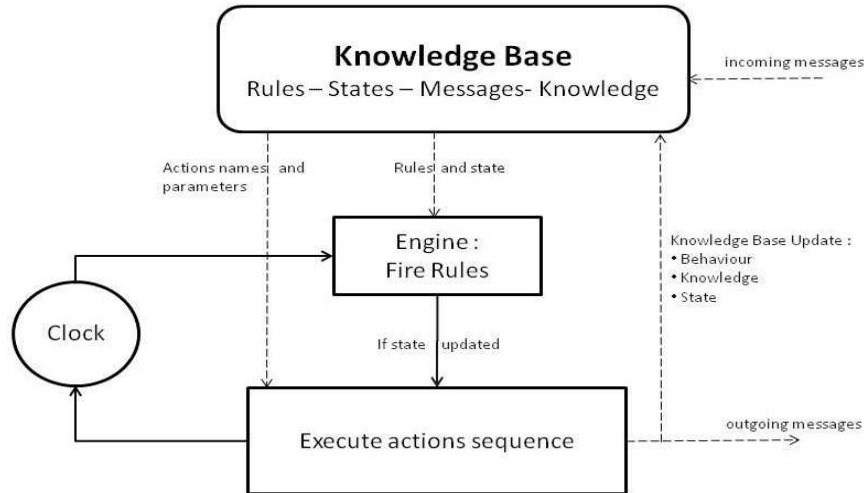 Knowledge Base
Rules – States – Messages- Knowledge
incoming messages
Actions names and
parameters
Rules and state
Engine :
Fire Rules
Knowledge Base Update :
• Behaviour
• Knowledge
• State
Clock
If state updated
Execute actions sequence
outgoing messages